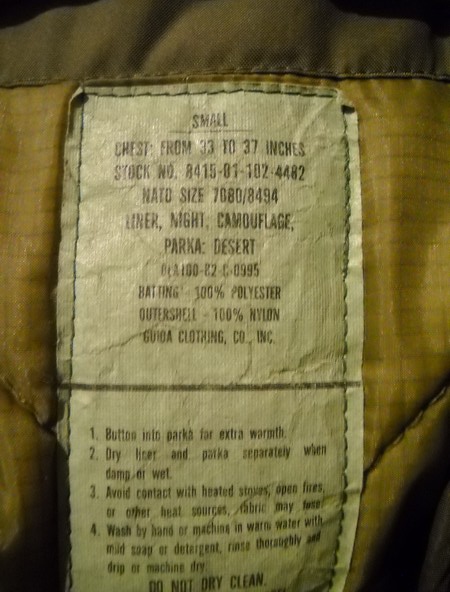 SMALL
CHEST: FROM 33 TO 37 INCHES
STOCK NO. 8415-01-102-4482
NATO SIZE 7080/8494
LINER, NIGHT, CAMOUFLAGE,
PARKA: DESERT
DLA100-82-C-0995
BATTING - 100% POLYESTER
OUTERSHELL - 100% NYLON
GUIDA CLOTHING, CO., INC.
1. Button into parka for extra warmth.
2. Dry liner and parka separately when
damp or wet.
3. Avoid contact with heated stoves, open fires,
or other heat sources, fabric may fuse
4. Wash by hand or machine in warm water with
mild soap or detergent, rinse thoroughly and
drip or machine dry.
DO NOT DRY CLEAN.